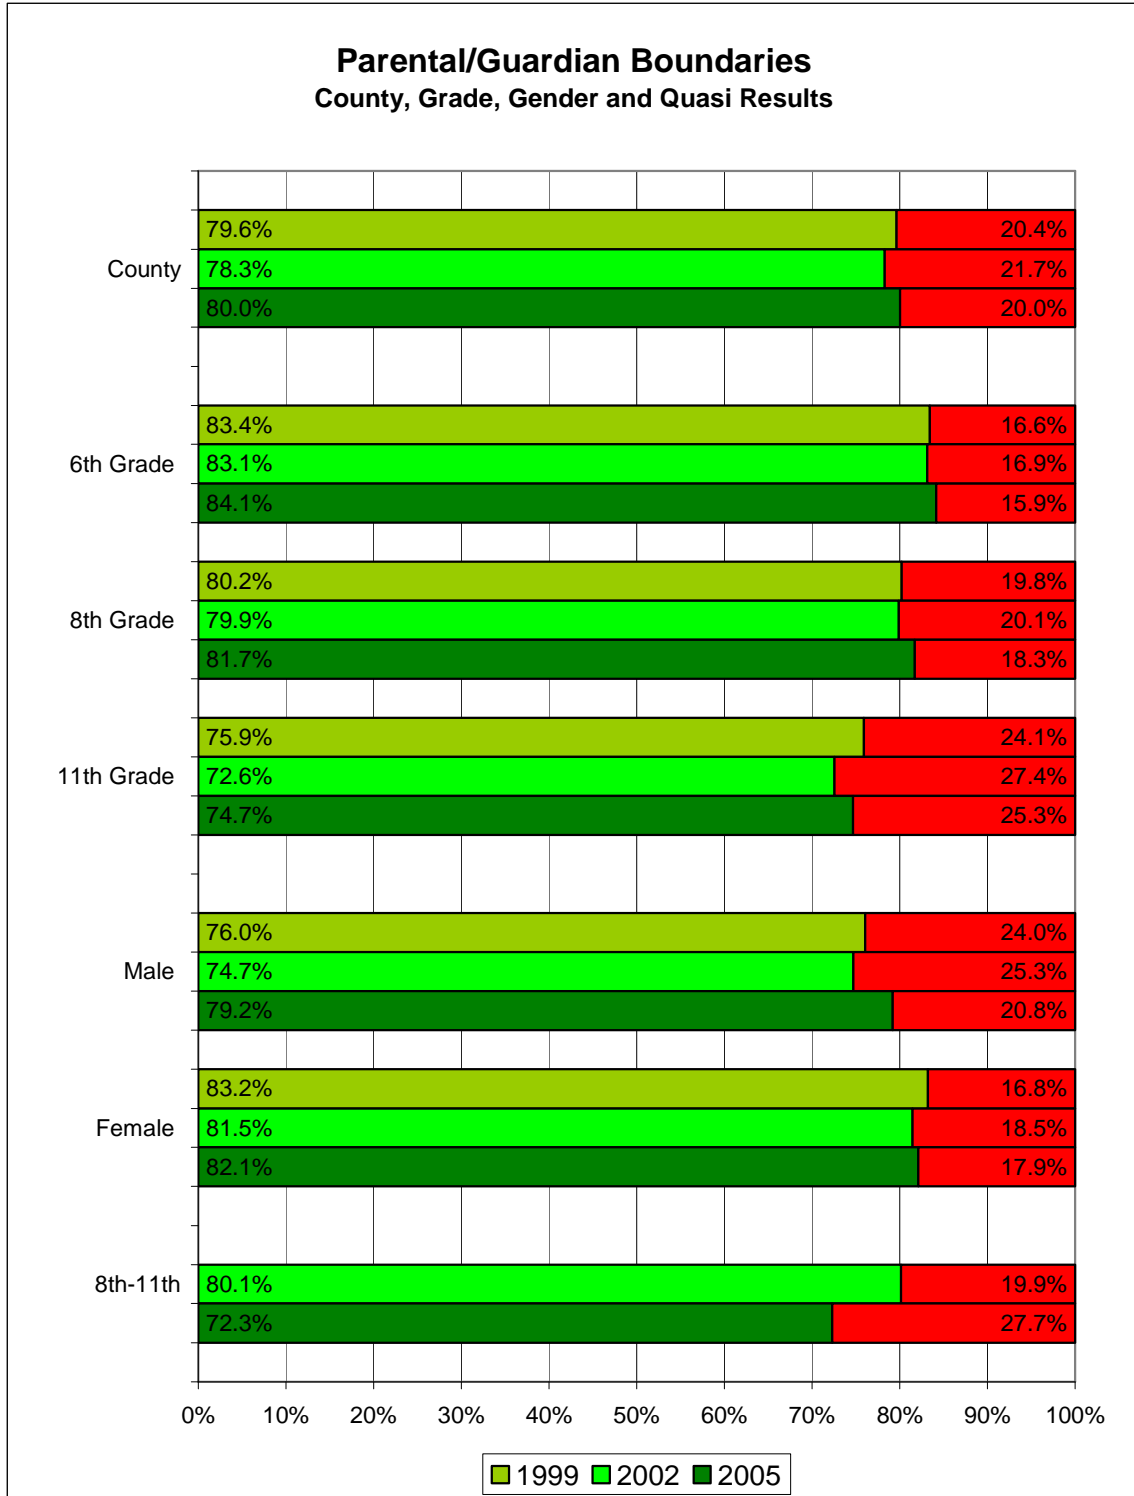 Parental/Guardian Boundaries
County, Grade, Gender and Quasi Results
79.6% 20.4%
County 78.3% 21.7%
80.0% 20.0%
83.4% 16.6%
6th Grade 83.1% 16.9%
84.1% 15.9%
80.2% 19.8%
8th Grade 79.9% 20.1%
81.7% 18.3%
75.9% 24.1%
11th Grade 72.6% 27.4%
74.7% 25.3%
76.0% 24.0%
Male 74.7% 25.3%
79.2% 20.8%
83.2% 16.8%
Female 81.5% 18.5%
82.1% 17.9%
8th-11th 80.1% 19.9%
72.3% 27.7%
0% 10% 20% 30% 40% 50% 60% 70% 80% 90% 100%
1999 2002 2005